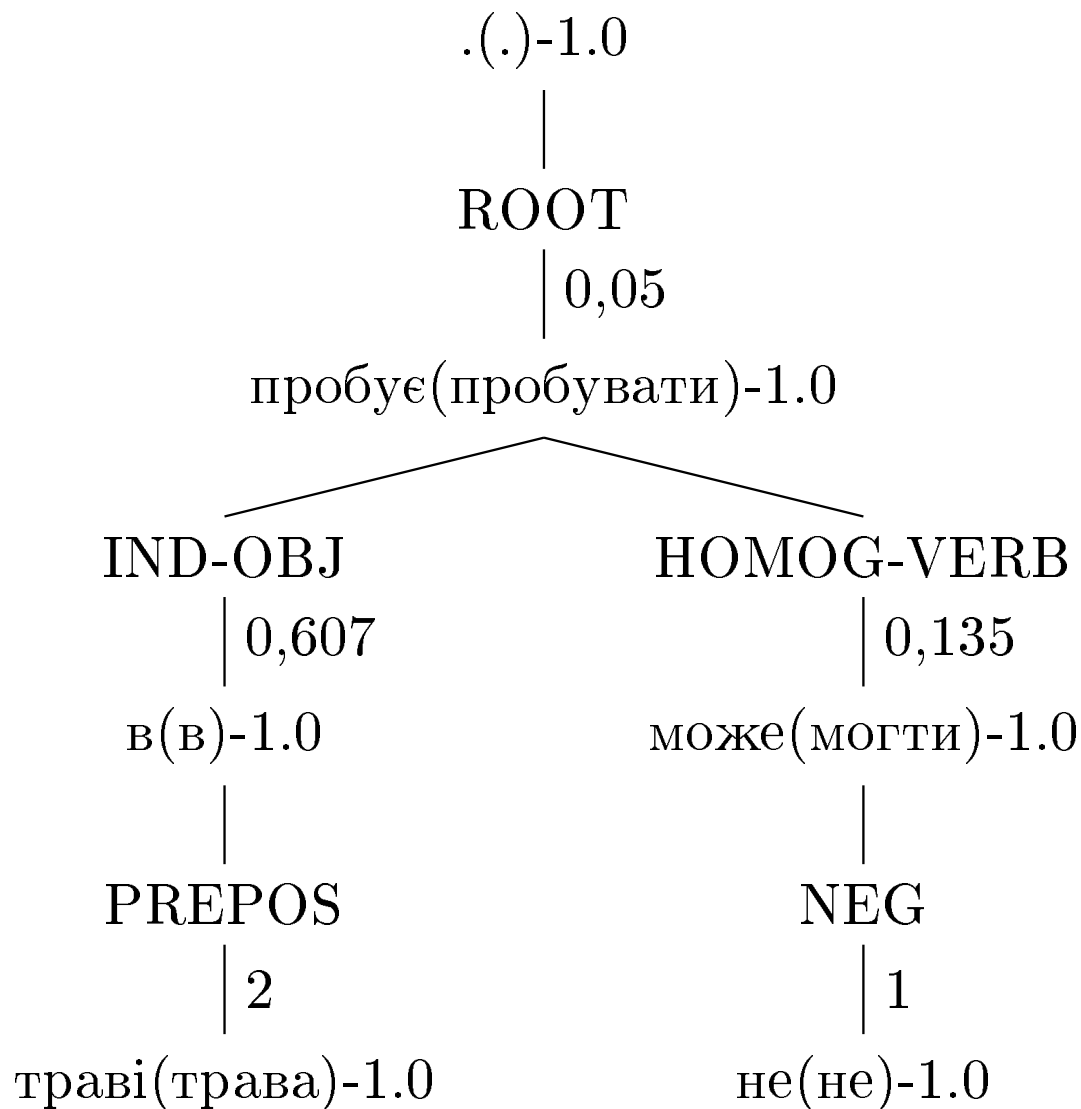 .(.)-1.0
ROOT
0,05
пробує(пробувати)-1.0
IND-OBJ HOMOG-VERB
0,607 0,135
в(в)-1.0 може(могти)-1.0
PREPOS NEG
2 1
траві(трава)-1.0 не(не)-1.0